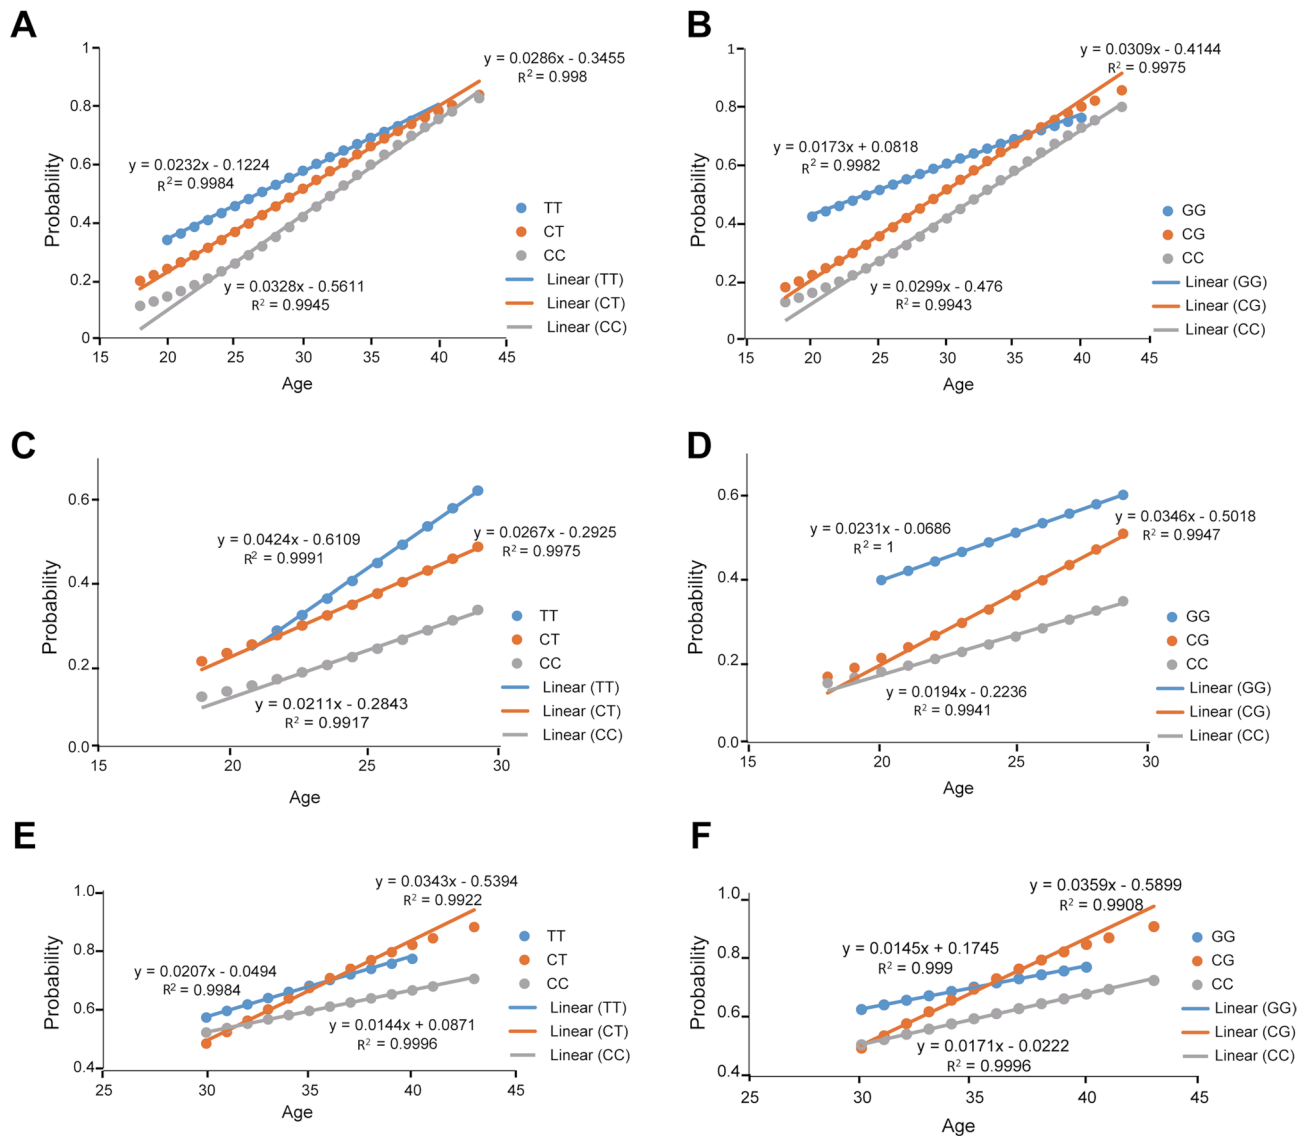 A
y = 0.0286x - 0.3455
R2 = 0.998
1
0.8
0.6
0.4
0.2
0
Probability
y = 0.0232x - 0.1224
R2= 0.9984
y = 0.0328x - 0.5611
R2 = 0.9945
TT
CT
CC
Linear (TT)
Linear (CT)
Linear (CC)
15 20 25 30 35 40 45
Age
B
y = 0.0309x - 0.4144
R2 = 0.9975
1
0.8
0.6
0.4
0.2
0
Probability
y = 0.0173x + 0.0818
R2 = 0.9982
y = 0.0299x - 0.476
R2 = 0.9943
GG
CG
CC
Linear (GG)
Linear (CG)
Linear (CC)
15 20 25 30 35 40 45
Age
C
0.6
0.4
0.2
0.0
Probability
y = 0.0424x - 0.6109
R2 = 0.9991
y = 0.0267x - 0.2925
R2 = 0.9975
y = 0.0211x - 0.2843
R2 = 0.9917
TT
CT
CC
Linear (TT)
Linear (CT)
Linear (CC)
15 20 25 30
Age
D
0.6
0.4
0.2
0.0
Probability
y = 0.0231x - 0.0686
R2 = 1
y = 0.0346x - 0.5018
R2 = 0.9947
y = 0.0194x - 0.2236
R2 = 0.9941
GG
CG
CC
Linear (GG)
Linear (CG)
Linear (CC)
15 20 25 30
Age
E
1.0
0.8
0.6
0.4
Probability
y = 0.0343x - 0.5394
R2 = 0.9922
y = 0.0207x - 0.0494
R2= 0.9984
y = 0.0144x + 0.0871
R2 = 0.9996
TT
CT
CC
Linear (TT)
Linear (CT)
Linear (CC)
25 30 35 40 45
Age
F
1.0
0.8
0.6
0.4
Probability
y = 0.0359x - 0.5899
R2 = 0.9908
y = 0.0145x + 0.1745
R2 = 0.999
y = 0.0171x - 0.0222
R2 = 0.9996
GG
CG
CC
Linear (GG)
Linear (CG)
Linear (CC)
25 30 35 40 45
Age